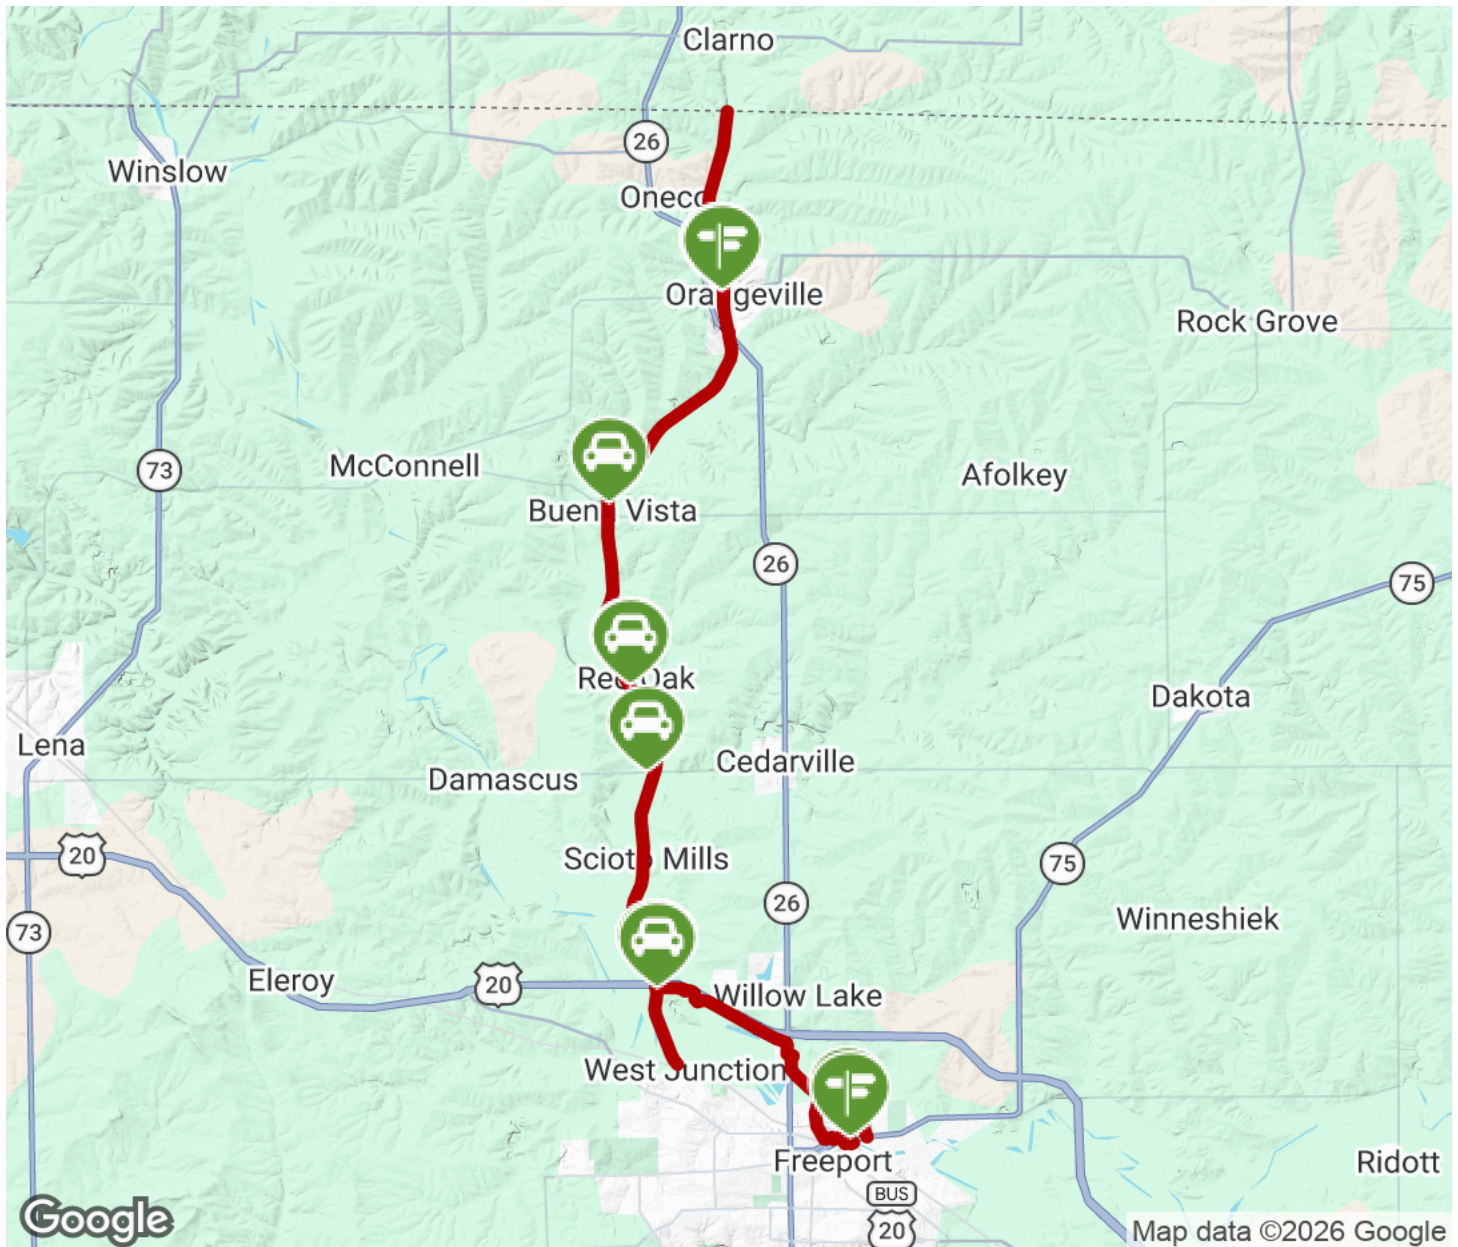 Clarno
26
Winslow
Oneco
Orangeville
Rock Grove
McConnell
73
Afolkey
Buena Vista
26
75
Red Oak
Dakota
Lena
Cedarville
Damascus
20
Scioto Mills
75
26
Winneshiek
73
Eleroy
20
Willow Lake
West Junction
Freeport
Ridott
BUS
20
Google
Map data ©2026 Google